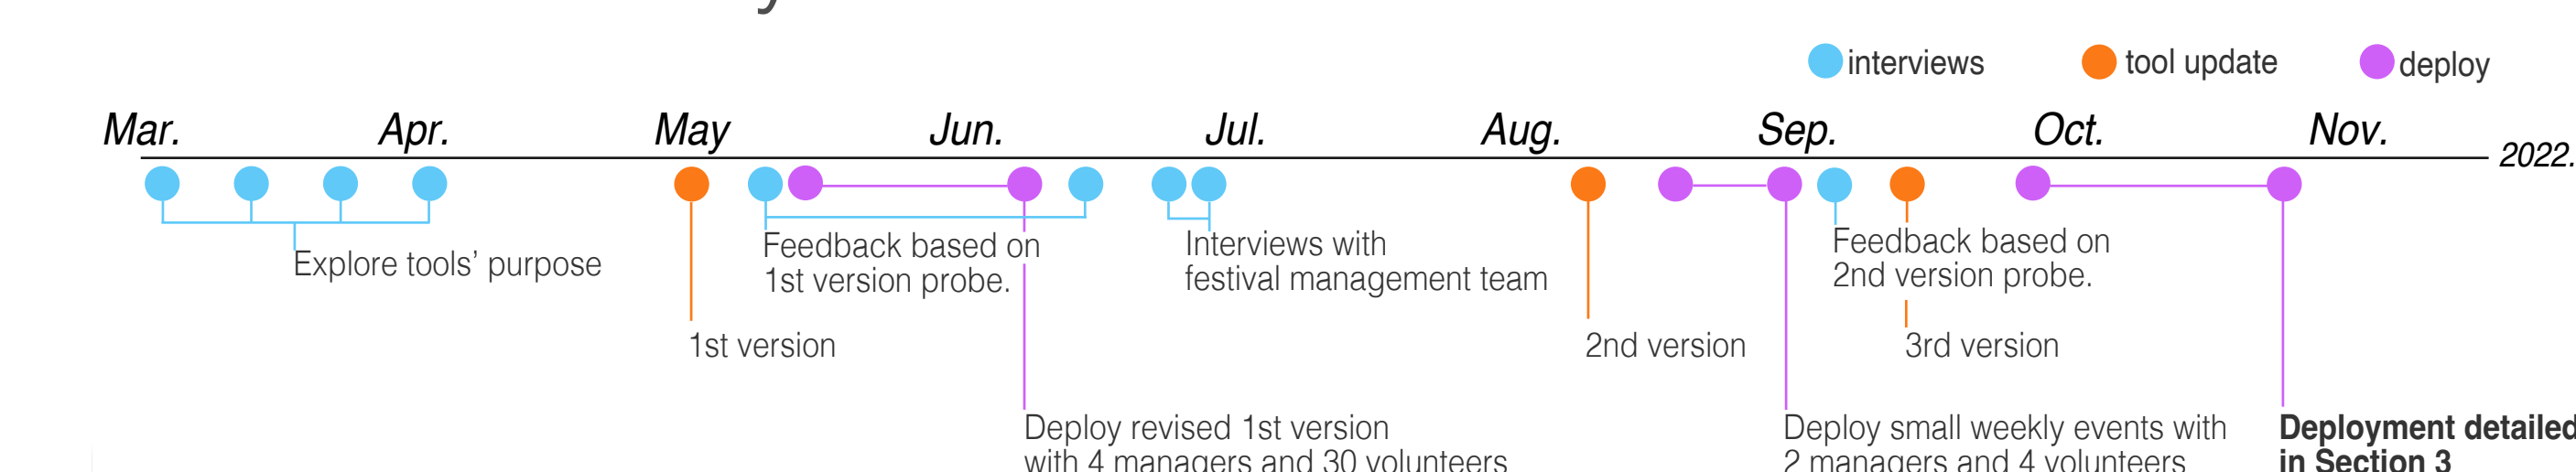 interviews tool update deploy
Mar. Apr. May Jun. Jul. Aug. Sep. Oct. Nov. 2022.
Explore tools’ purpose
Feedback based on
1st version probe.
Interviews with
festival management team
Feedback based on
2nd version probe.
1st version
2nd version
3rd version
Deploy revised 1st version
with 4 managers and 30 volunteers
Deploy small weekly events with
2 managers and 4 volunteers
Deployment detailed
in Section 3